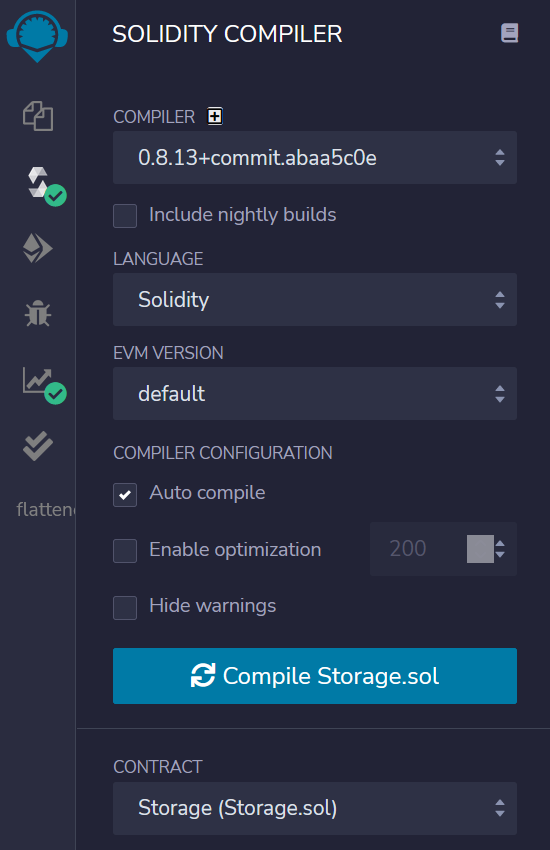 SOLIDITY COMPILER
COMPILER
0.8.13+commit.abaa5c0e
Include nightly builds
LANGUAGE
Solidity
EVM VERSION
default
COMPILER CONFIGURATION
Auto compile
Enable optimization
200
Hide warnings
Compile Storage.sol
CONTRACT
Storage (Storage.sol)
flatten